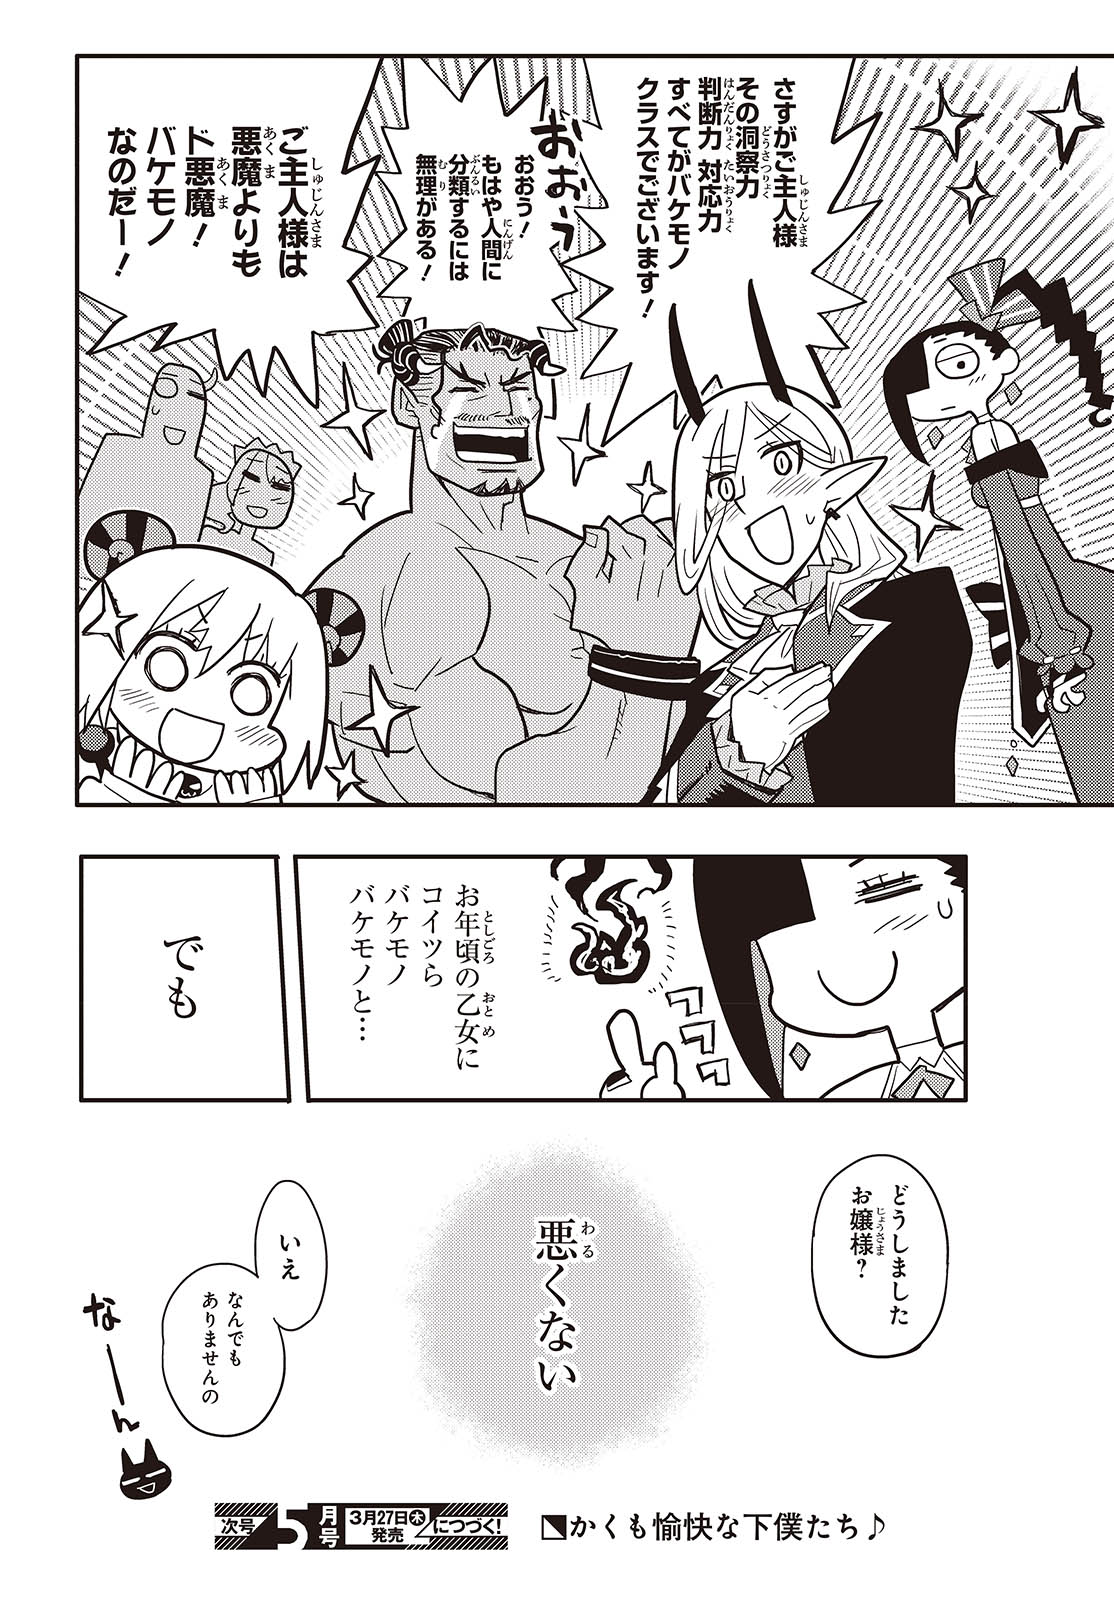 さすがご主人様
その洞察力
判断力 対応力
すべてがバケモノ
クラスでございます!
おおう
おおう!
もはや人間に
分類するには
無理がある!
ご主人様は
悪魔よりも
ド悪魔!
バケモノ
なのだー!
クククク
お年頃の乙女に
コイツら
バケモノ
バケモノと…
でも
どうしました
お嬢様?
悪くない
いえ
なんでも
ありませんの
なーん
かくも愉快な下僕たち♪
次号5月号3月27日木発売につづく!